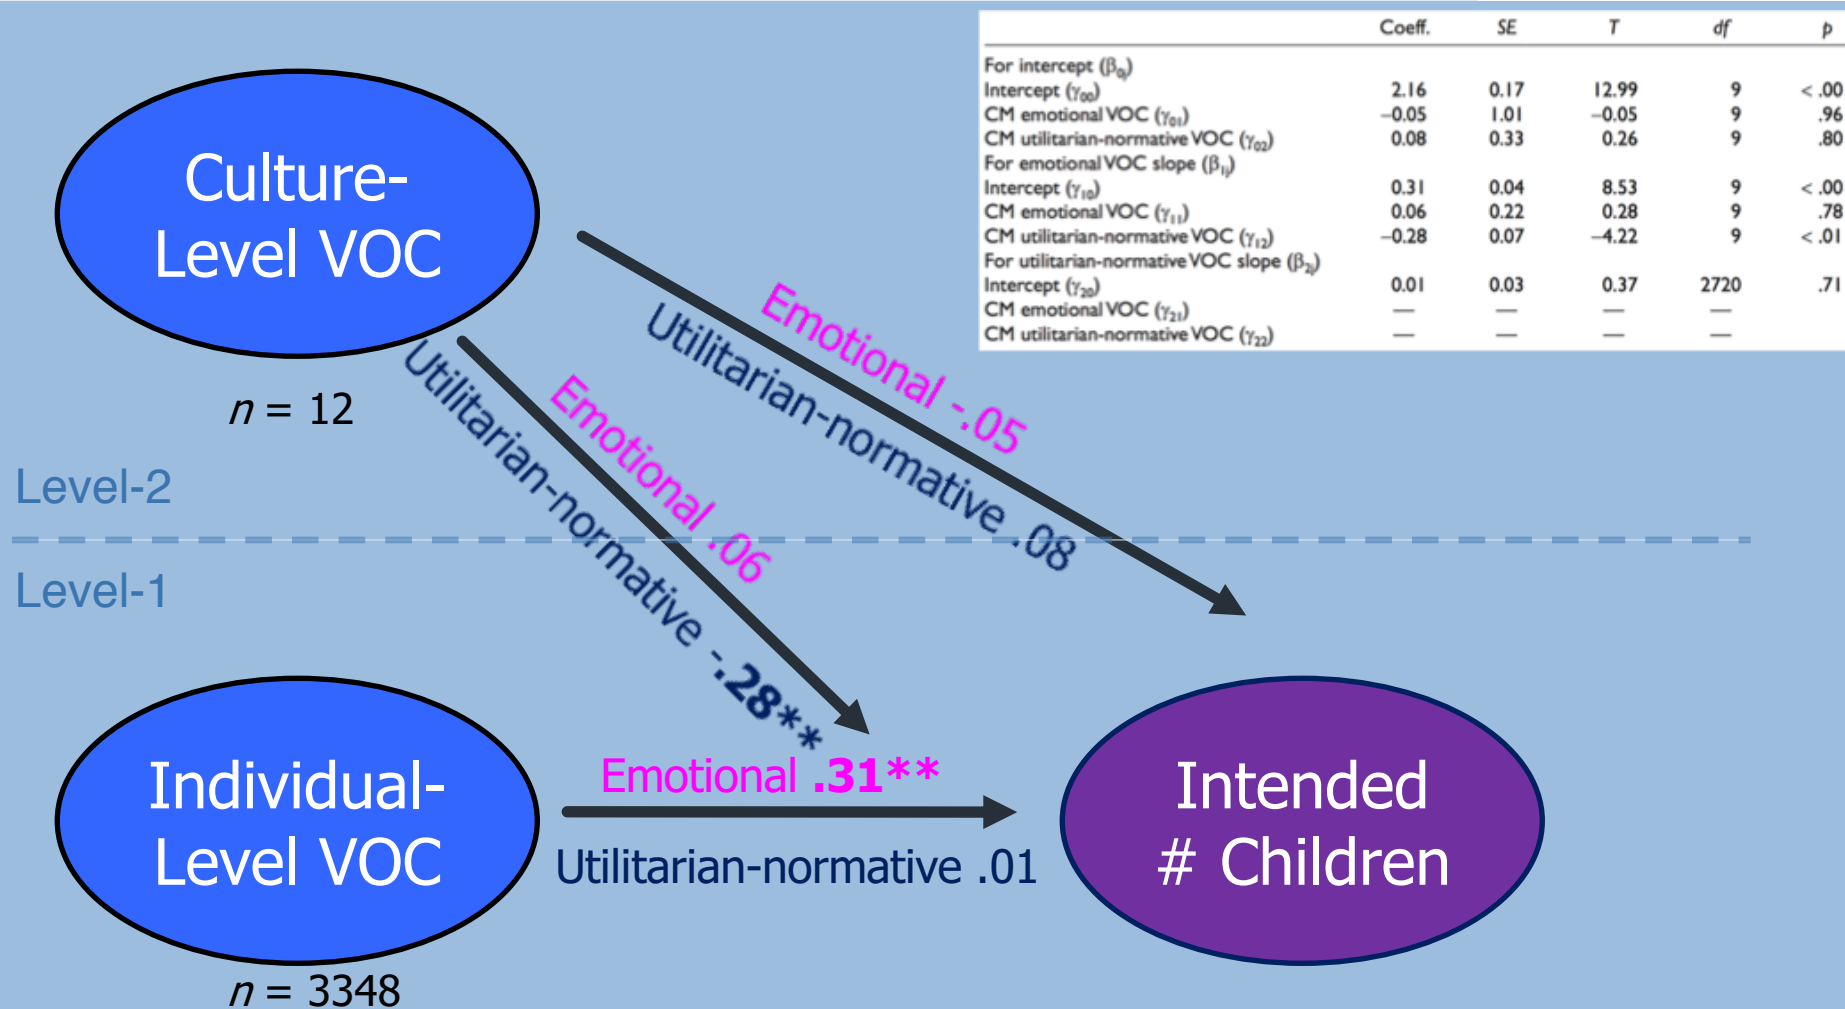 Coeff. SE T df p
For intercept (β0j)
Intercept (γ00) 2.16 0.17 12.99 9 < .00
CM emotional VOC (γ01) −0.05 1.01 −0.05 9 .96
CM utilitarian-normative VOC (γ02) 0.08 0.33 0.26 9 .80
For emotional VOC slope (β1j)
Intercept (γ10) 0.31 0.04 8.53 9 < .00
CM emotional VOC (γ11) 0.06 0.22 0.28 9 .78
CM utilitarian-normative VOC (γ12) −0.28 0.07 −4.22 9 < .01
For utilitarian-normative VOC slope (β2j)
Intercept (γ20) 0.01 0.03 0.37 2720 .71
CM emotional VOC (γ21) — — — —
CM utilitarian-normative VOC (γ22) — — — —
Culture-
Level VOC
n = 12
Emotional -.05
Utilitarian-normative .08
Emotional .06
Utilitarian-normative -.28**
Level-2
Level-1
Individual-
Level VOC
n = 3348
Emotional .31**
Utilitarian-normative .01
Intended
# Children